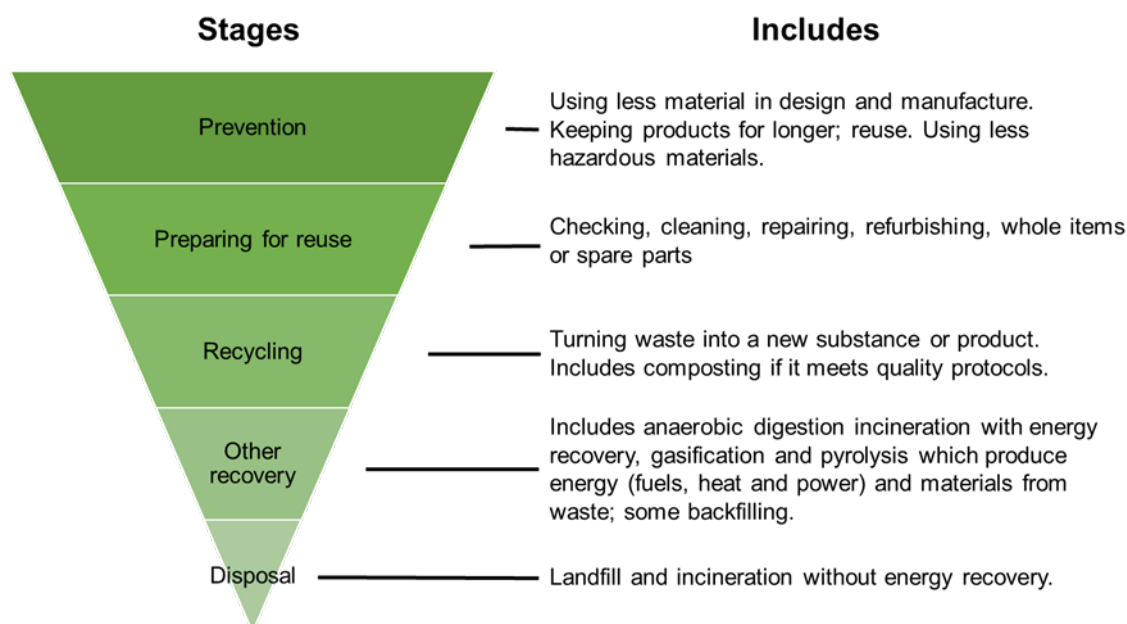 Stages
Includes
Prevention
Using less material in design and manufacture.
Keeping products for longer; reuse. Using less
hazardous materials.
Preparing for reuse
Checking, cleaning, repairing, refurbishing, whole items
or spare parts
Recycling
Turning waste into a new substance or product.
Includes composting if it meets quality protocols.
Other
recovery
Includes anaerobic digestion incineration with energy
recovery, gasification and pyrolysis which produce
energy (fuels, heat and power) and materials from
waste; some backfilling.
Disposal
Landfill and incineration without energy recovery.